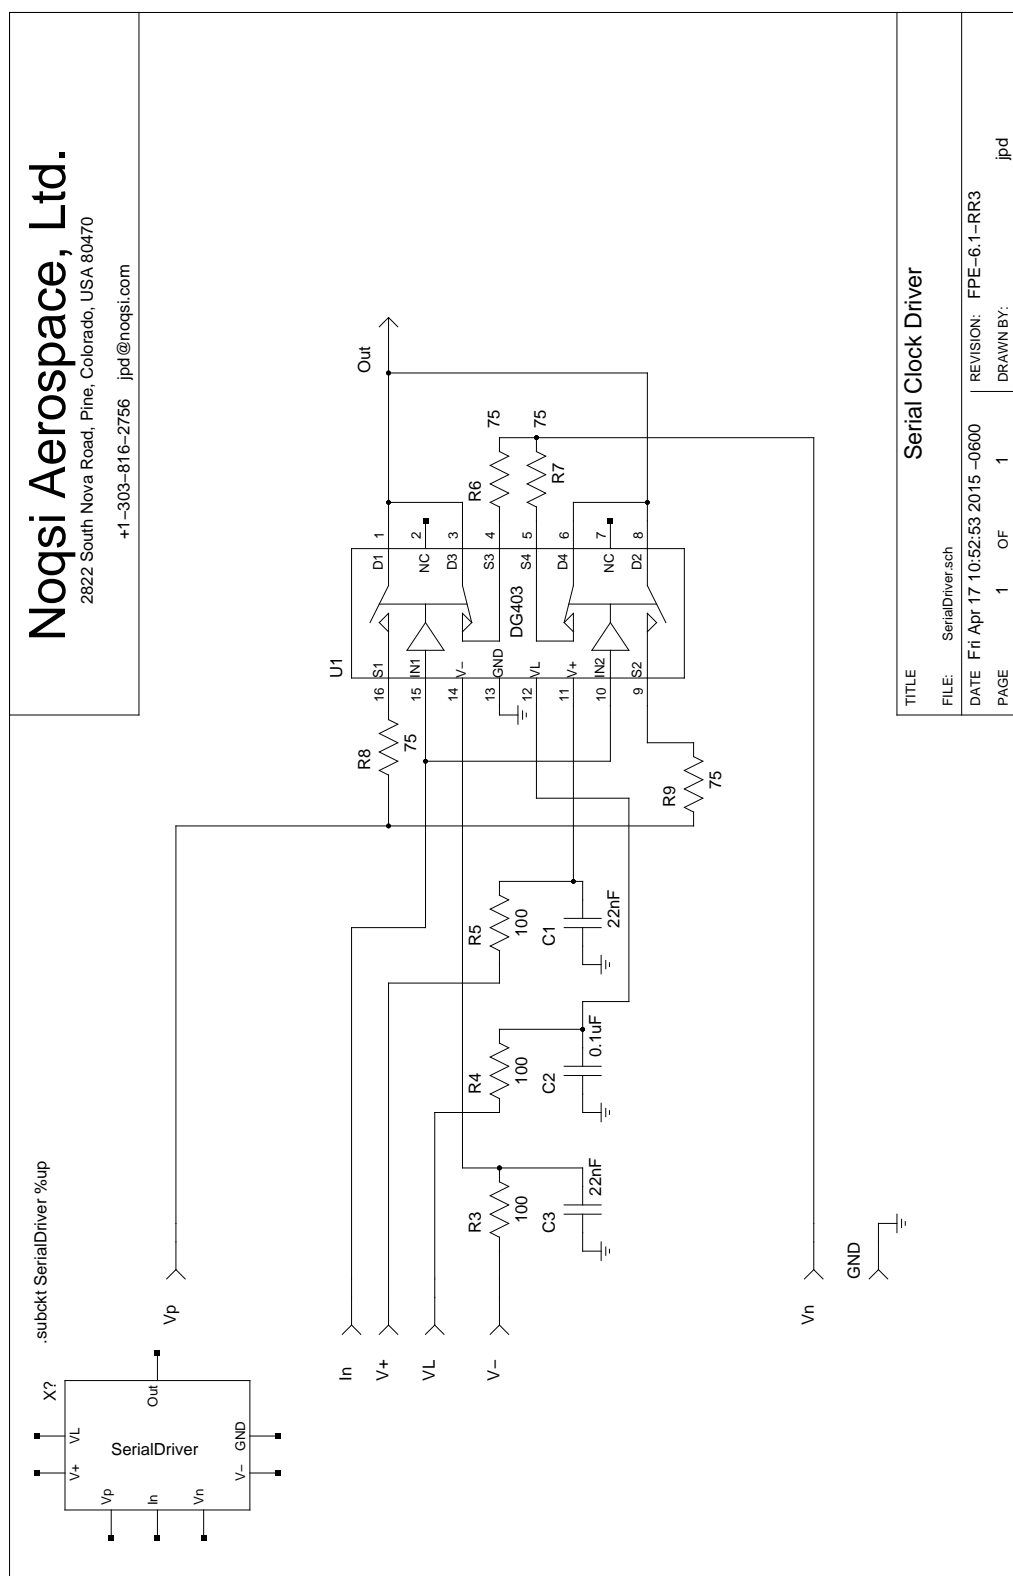 Noqsi Aerospace, Ltd.
2822 South Nova Road, Pine, Colorado, USA 80470
+1−303−816−2756 jpd@noqsi.com
.subckt SerialDriver %up
X?
V+
VL
Vp
In
Vn
SerialDriver
Out
V−
GND
Vp
In
V+
VL
V−
Vn
GND
R3
100
C3
22nF
R4
100
C2
0.1uF
R5
100
C1
22nF
R8
75
R9
75
U1
16
S1
15
IN1
14
V−
13
GND
12
VL
11
V+
10
IN2
9
S2
DG403
D1
1
NC
2
D3
3
S3
4
S4
5
D4
6
NC
7
D2
8
R6
75
R7
75
Out
TITLE
Serial Clock Driver
FILE: SerialDriver.sch
REVISION: FPE−6.1−RR3
DATE Fri Apr 17 10:52:53 2015 −0600
PAGE 1 OF 1
DRAWN BY: jpd